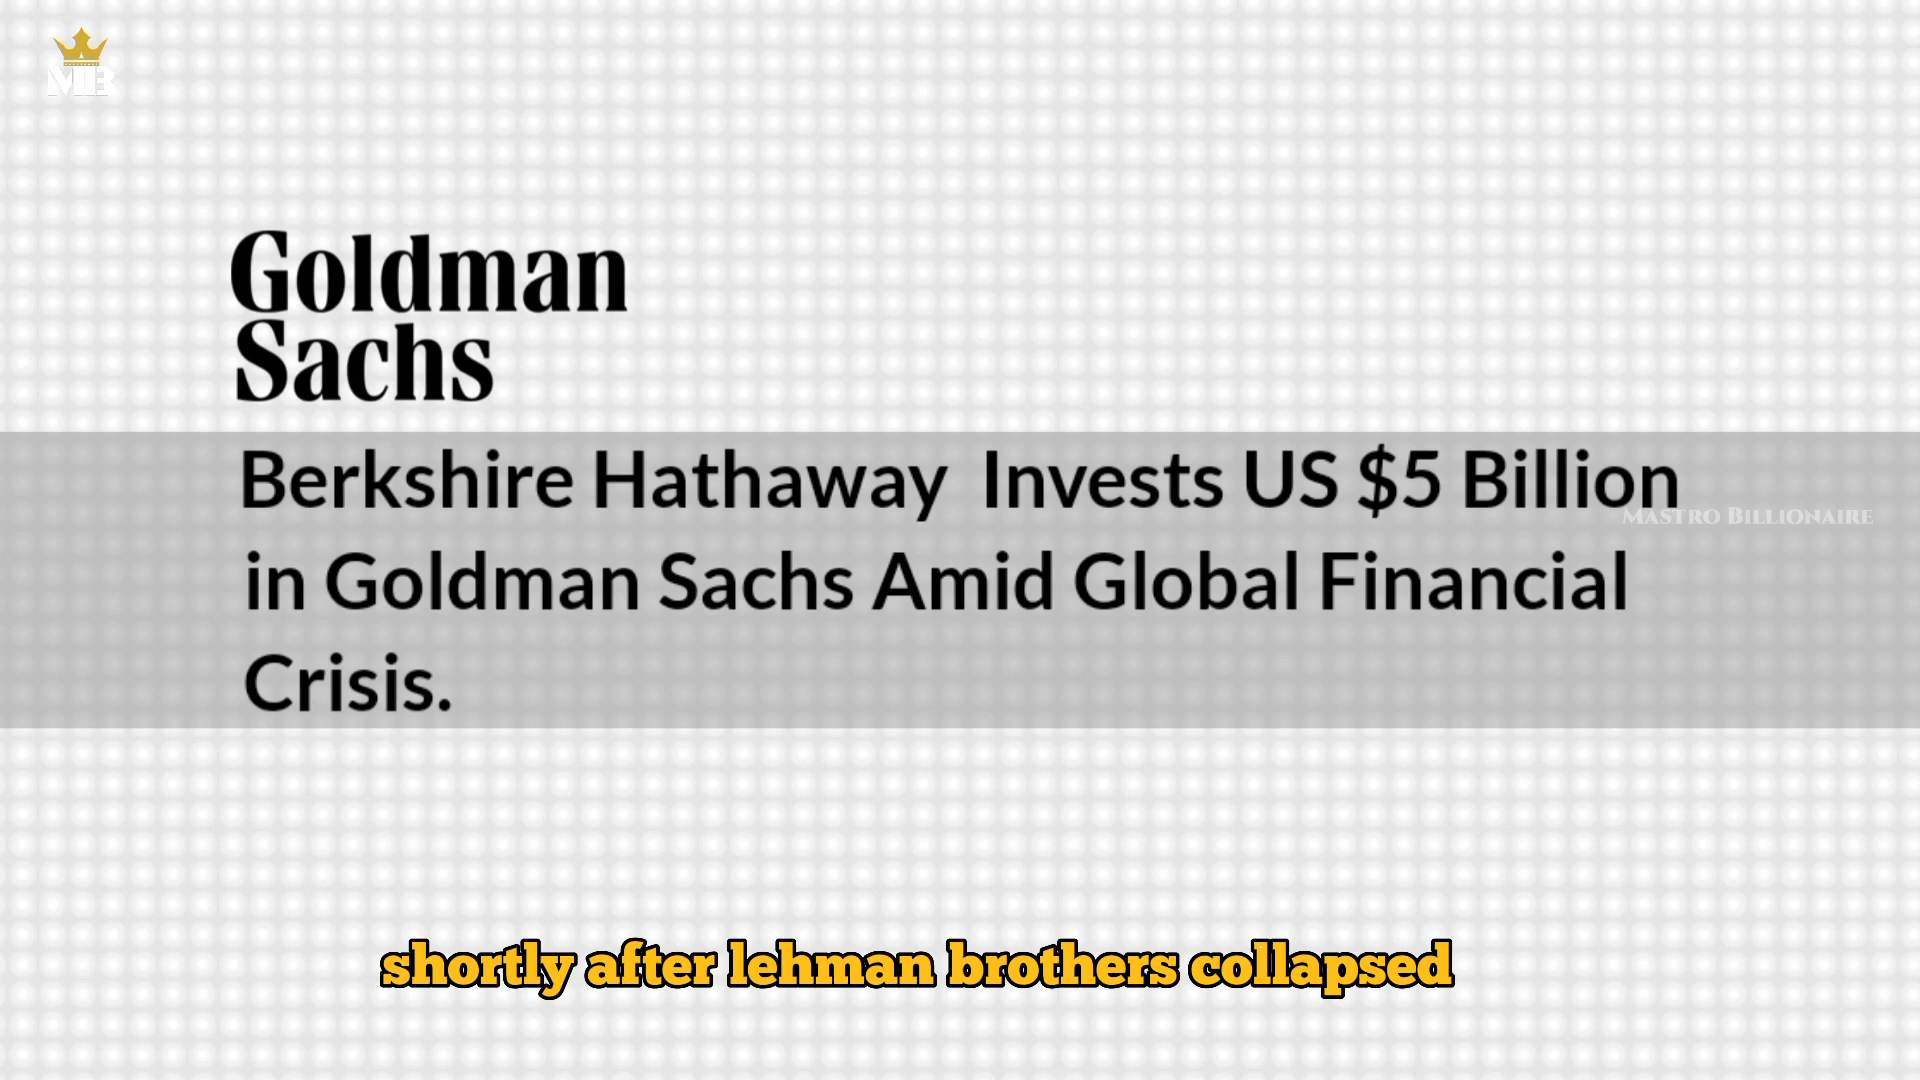 MB
Goldman
Sachs
Berkshire Hathaway  Invests US $5 Billion
MASTRO BILLIONAIRE
in Goldman Sachs Amid Global Financial
Crisis.
shortly after lehman brothers collapsed